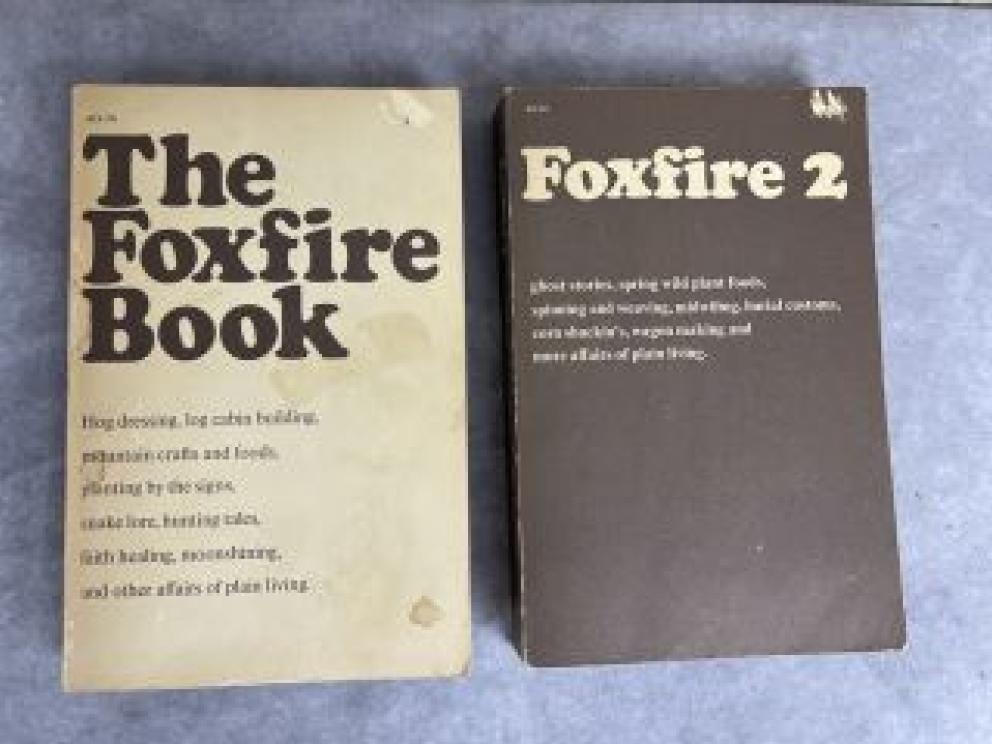 The
Foxfire
Book
Hog dressing, log cabin building,
mountain crafts and foods,
planting by the signs,
snake lore, hunting tales,
faith healing, moonshining,
and other affairs of plain living.
Foxfire 2
ghost stories, spring wild plant foods,
spinning and weaving, midwifing, burial customs,
corn shuckin's, wagon making and
more affairs of plain living.